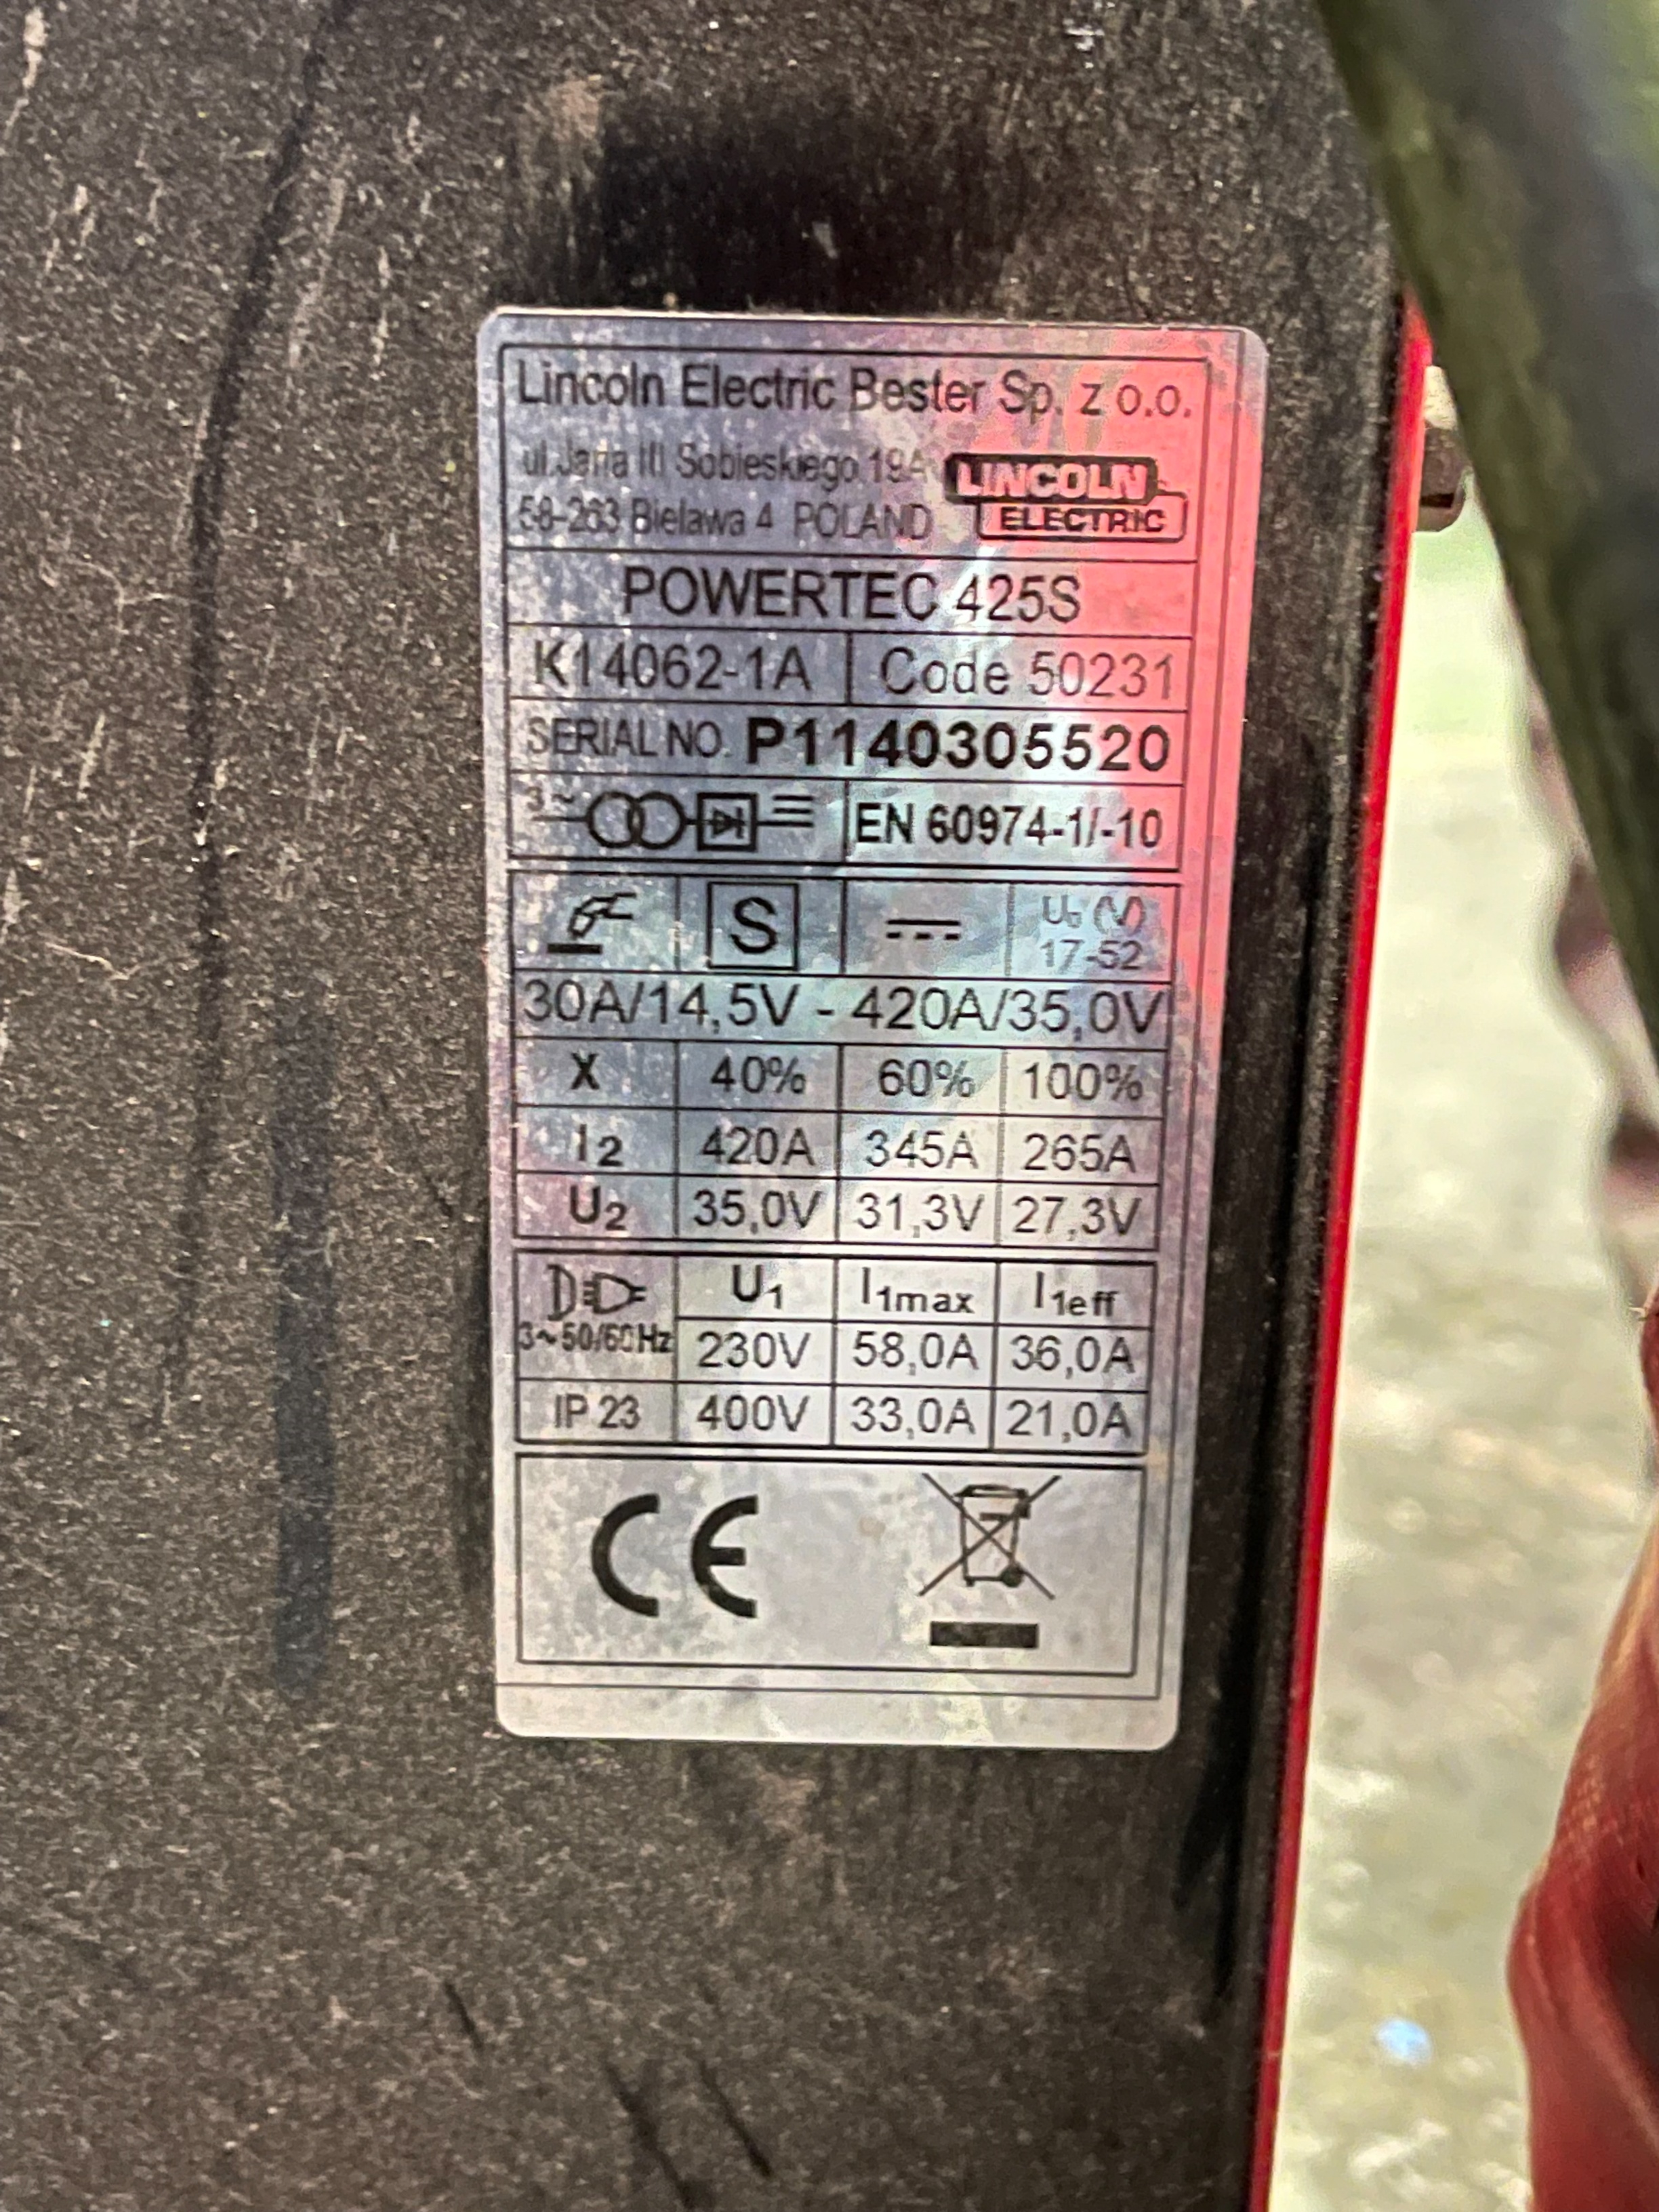 Lincoln Electric Bester Sp. z o.o.
ul. Jana III Sobieskiego 19A
58-263 Bielawa 4 POLAND
LINCOLN
ELECTRIC
POWERTEC 425S
K14062-1A Code 50231
SERIAL NO. P1140305520
3~ EN 60974-1/-10
S U₀ (V)
17-52
30A/14,5V - 420A/35,0V
X 40% 60% 100%
I2 420A 345A 265A
U2 35,0V 31,3V 27,3V
U1 I1max I1eff
3~50/60Hz 230V 58,0A 36,0A
IP 23 400V 33,0A 21,0A
CE